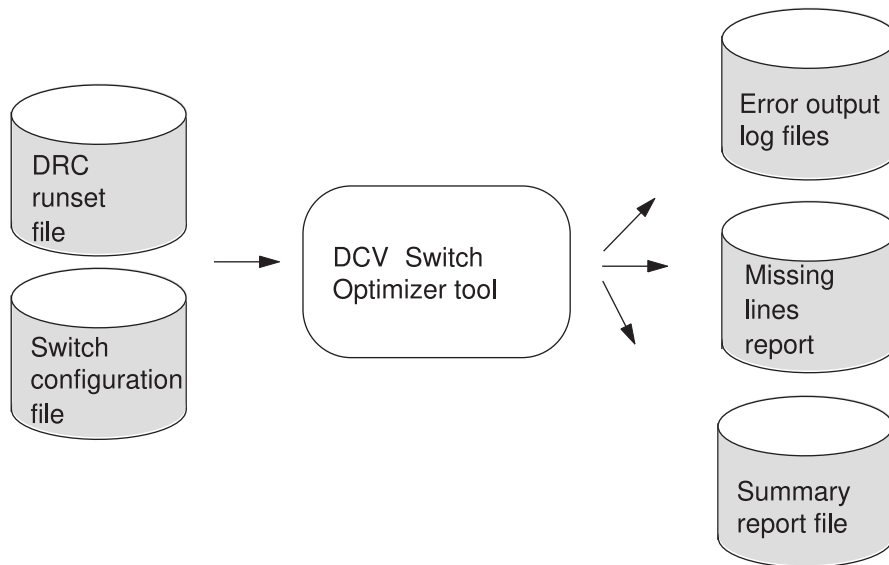 DRC
runset
file
Switch
configuration
file
DCV Switch
Optimizer tool
Error output
log files
Missing
lines
report
Summary
report file